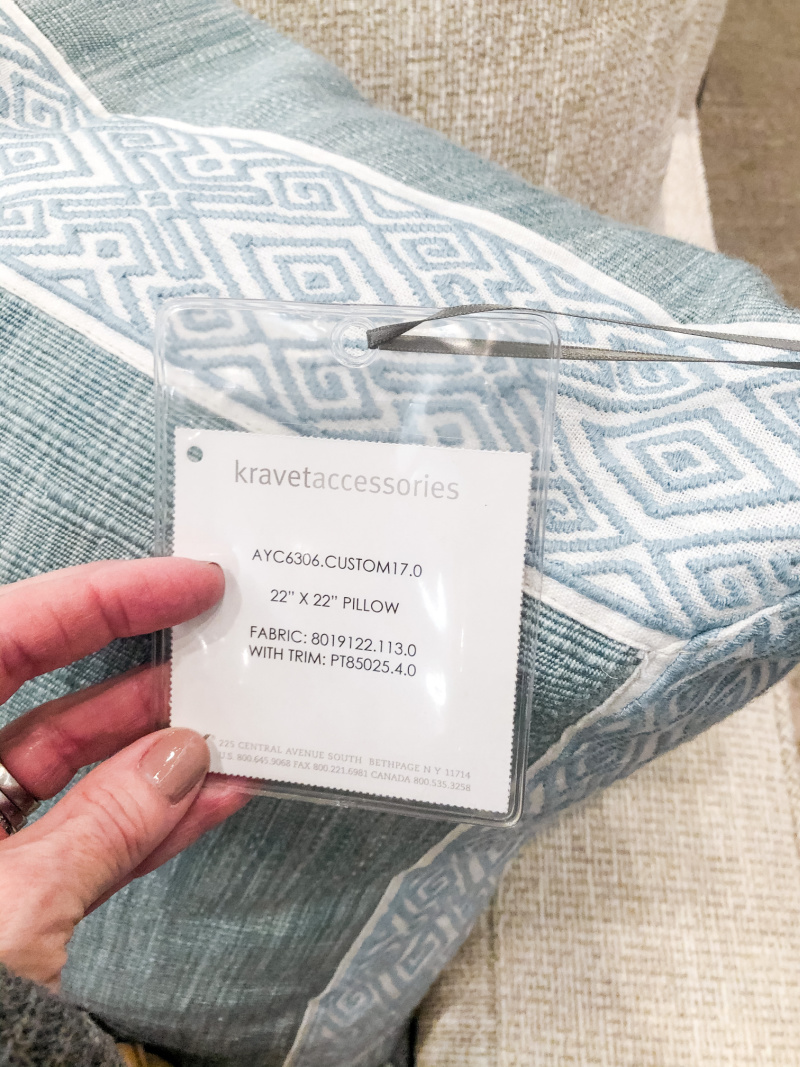 kravetaccessories
AYC6306.CUSTOM17.0
22” X 22” PILLOW
FABRIC: 8019122.113.0
WITH TRIM: PT85025.4.0
225 CENTRAL AVENUE SOUTH BETHPAGE N Y 11714
U.S. 800.645.9068 FAX 800.221.6981 CANADA 800.535.3258